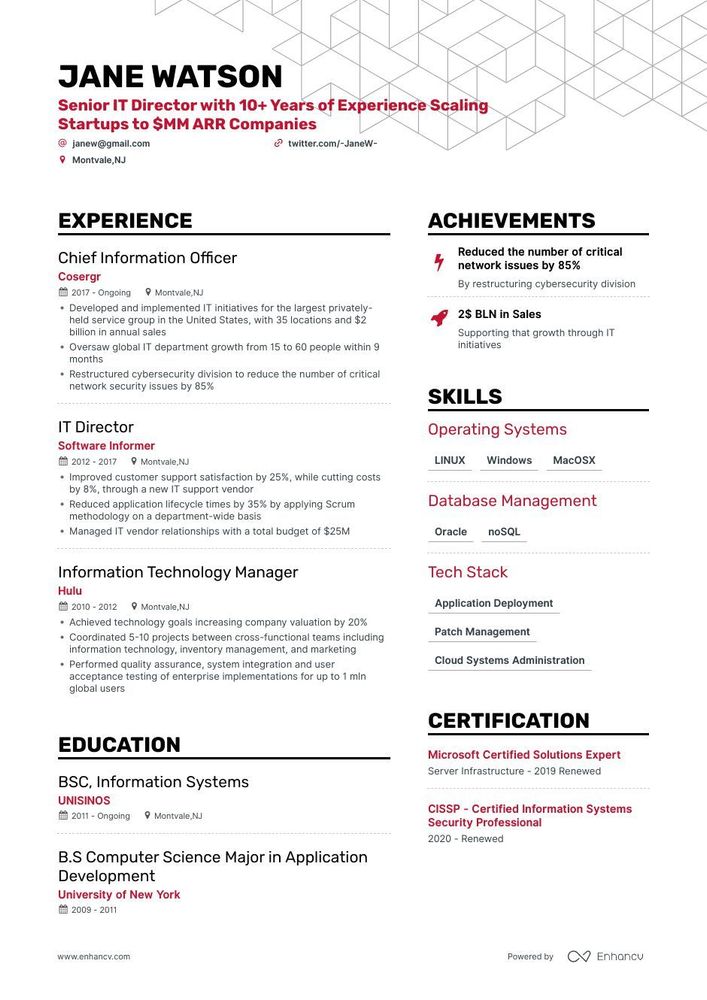 JANE WATSON
Senior IT Director with 10+ Years of Experience Scaling
Startups to $MM ARR Companies
janew@gmail.com
twitter.com/-JaneW-
Montvale,NJ
EXPERIENCE
Chief Information Officer
Cosergr
2017 - Ongoing Montvale,NJ
• Developed and implemented IT initiatives for the largest privately-
held service group in the United States, with 35 locations and $2
billion in annual sales
• Oversaw global IT department growth from 15 to 60 people within 9
months
• Restructured cybersecurity division to reduce the number of critical
network security issues by 85%
IT Director
Software Informer
2012 - 2017 Montvale,NJ
• Improved customer support satisfaction by 25%, while cutting costs
by 8%, through a new IT support vendor
• Reduced application lifecycle times by 35% by applying Scrum
methodology on a department-wide basis
• Managed IT vendor relationships with a total budget of $25M
Information Technology Manager
Hulu
2010 - 2012 Montvale,NJ
• Achieved technology goals increasing company valuation by 20%
• Coordinated 5-10 projects between cross-functional teams including
information technology, inventory management, and marketing
• Performed quality assurance, system integration and user
acceptance testing of enterprise implementations for up to 1 mln
global users
EDUCATION
BSC, Information Systems
UNISINOS
2011 - Ongoing Montvale,NJ
B.S Computer Science Major in Application
Development
University of New York
2009 - 2011
ACHIEVEMENTS
Reduced the number of critical
network issues by 85%
By restructuring cybersecurity division
2$ BLN in Sales
Supporting that growth through IT
initiatives
SKILLS
Operating Systems
LINUX Windows MacOSX
Database Management
Oracle noSQL
Tech Stack
Application Deployment
Patch Management
Cloud Systems Administration
CERTIFICATION
Microsoft Certified Solutions Expert
Server Infrastructure - 2019 Renewed
CISSP - Certified Information Systems
Security Professional
2020 - Renewed
www.enhancv.com
Powered by Enhancv